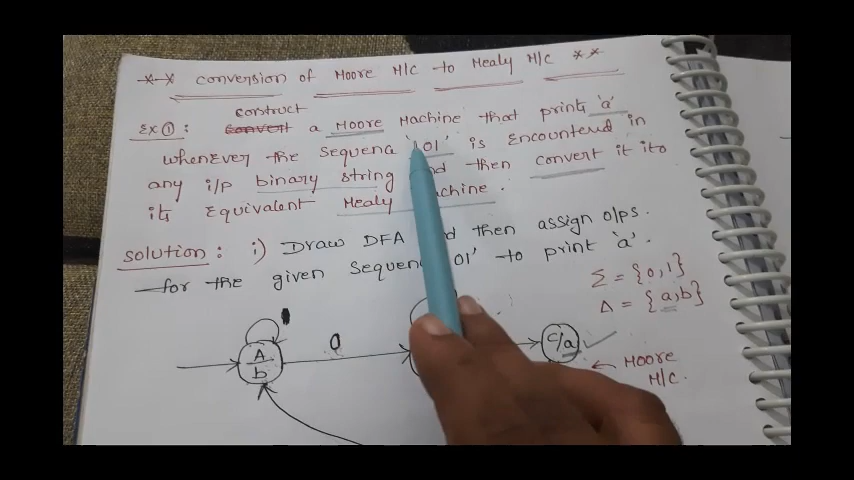 ** conversion of Moore M/C to Mealy M/C **
construct
Ex①: Convert a Moore Machine that print 'a'
whenever the sequence '01' is encountered in
any i/p binary string and then convert it ito
its Equivalent Mealy Machine.
Solution: i) Draw DFA and then assign o/ps.
for the given sequence '01' to print 'a'.
Σ = {0,1}
Δ = {a,b}
0
A
b
C/a ✓
← Moore
M/C.